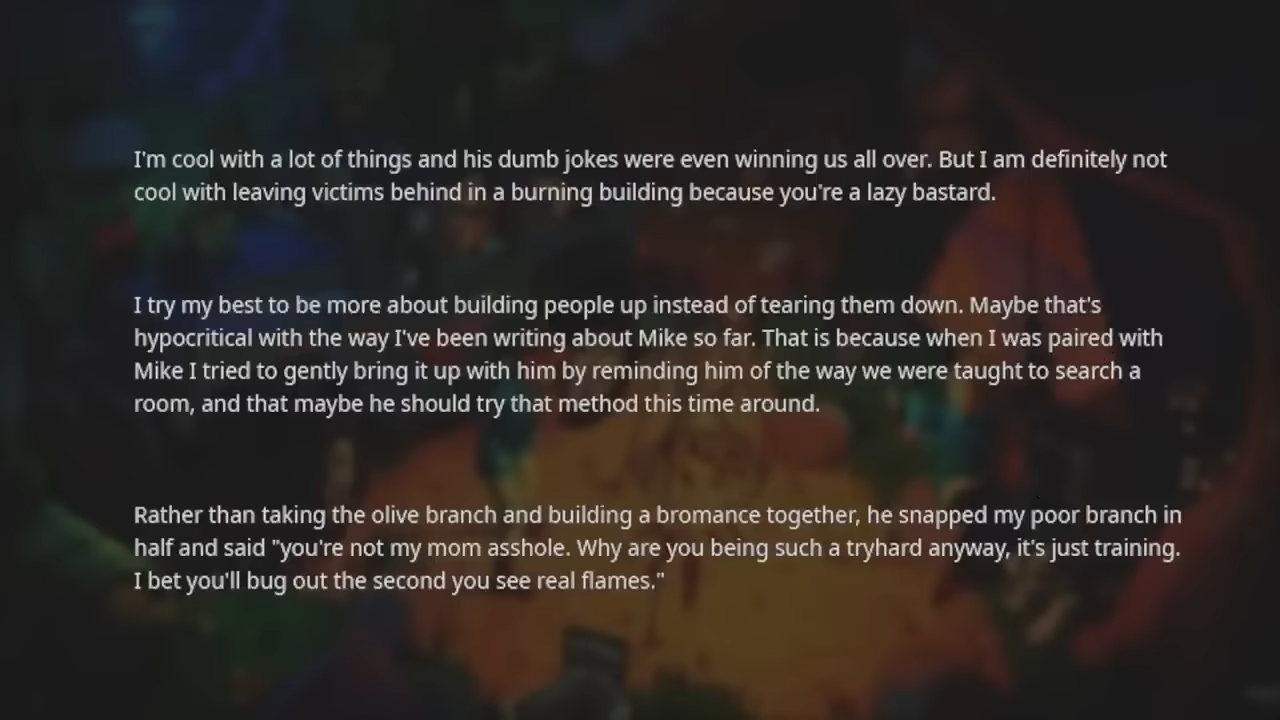 I'm cool with a lot of things and his dumb jokes were even winning us all over. But I am definitely not
cool with leaving victims behind in a burning building because you're a lazy bastard.
I try my best to be more about building people up instead of tearing them down. Maybe that's
hypocritical with the way I've been writing about Mike so far. That is because when I was paired with
Mike I tried to gently bring it up with him by reminding him of the way we were taught to search a
room, and that maybe he should try that method this time around.
Rather than taking the olive branch and building a bromance together, he snapped my poor branch in
half and said "you're not my mom asshole. Why are you being such a tryhard anyway, it's just training.
I bet you'll bug out the second you see real flames."